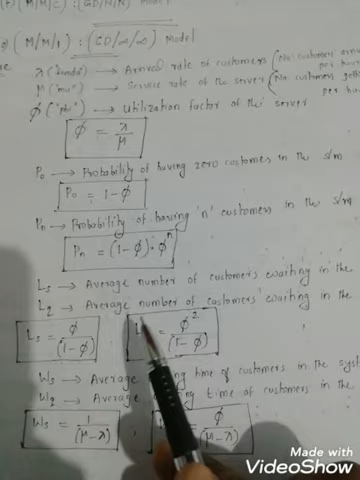 (M/M/C) : (GD/N/N) Model
(M/M/1) : (GD/∞/∞) Model
λ ("lamda") → Arrival rate of customers (No. customers
per hour
μ ("mu") → Service rate of the server (No. customers
per hour
ϕ ("phi") → Utilization factor of the server
ϕ = λ/μ
P₀ → Probability of having zero customers in the s/m
P₀ = 1-ϕ
Pₙ → Probability of having 'n' customers in the s/m
Pₙ = (1-ϕ)·ϕⁿ
Ls → Average number of customers waiting in the
Lq → Average number of customers waiting in the
Ls = ϕ/(1-ϕ) , = ϕ²/(1-ϕ)
Ws → Average time of customers in the system
Wq → Average time of customers in the
Ws = 1/(μ-λ) , ϕ/(μ-λ)
Made with
VideoShow